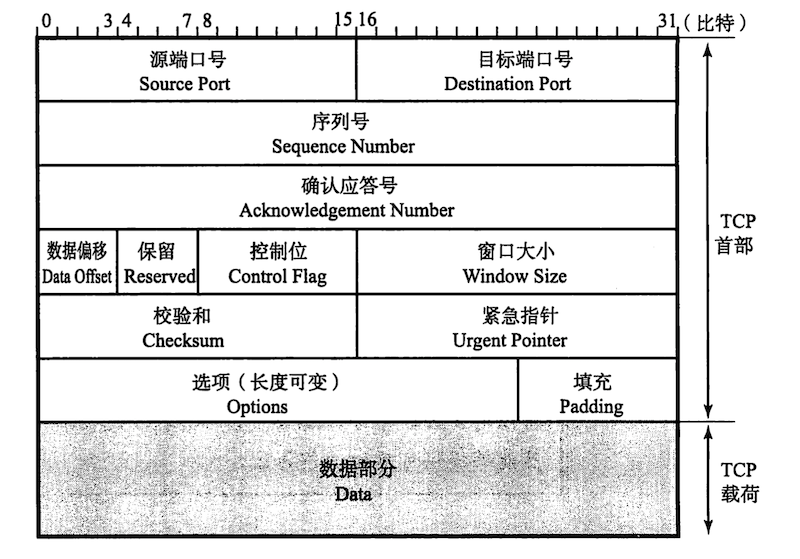 0 3 4 7 8 15 16 31 (比特)
源端口号
Source Port
目标端口号
Destination Port
序列号
Sequence Number
确认应答号
Acknowledgement Number
数据偏移
Data Offset
保留
Reserved
控制位
Control Flag
窗口大小
Window Size
校验和
Checksum
紧急指针
Urgent Pointer
选项(长度可变)
Options
填充
Padding
TCP
首部
数据部分
Data
TCP
载荷